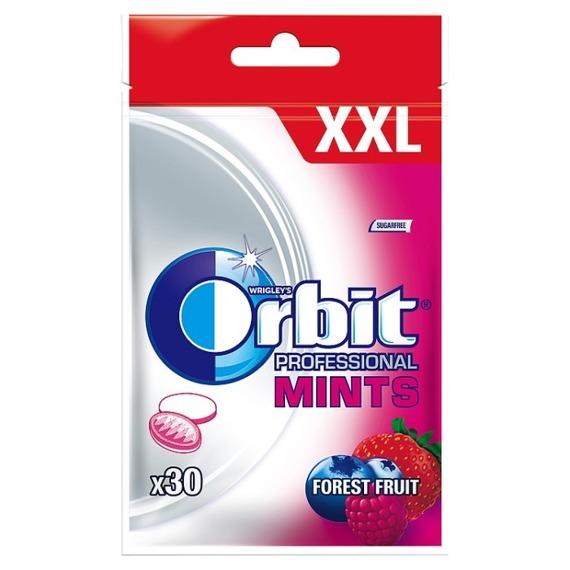 XXL
SUGARFREE
WRIGLEY'S
Orbit®
PROFESSIONAL
MINTS
x30
FOREST FRUIT